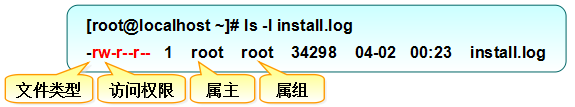 [root@localhost ~]# ls -l install.log
-rw-r--r-- 1 root root 34298 04-02 00:23 install.log
文件类型 访问权限 属主 属组